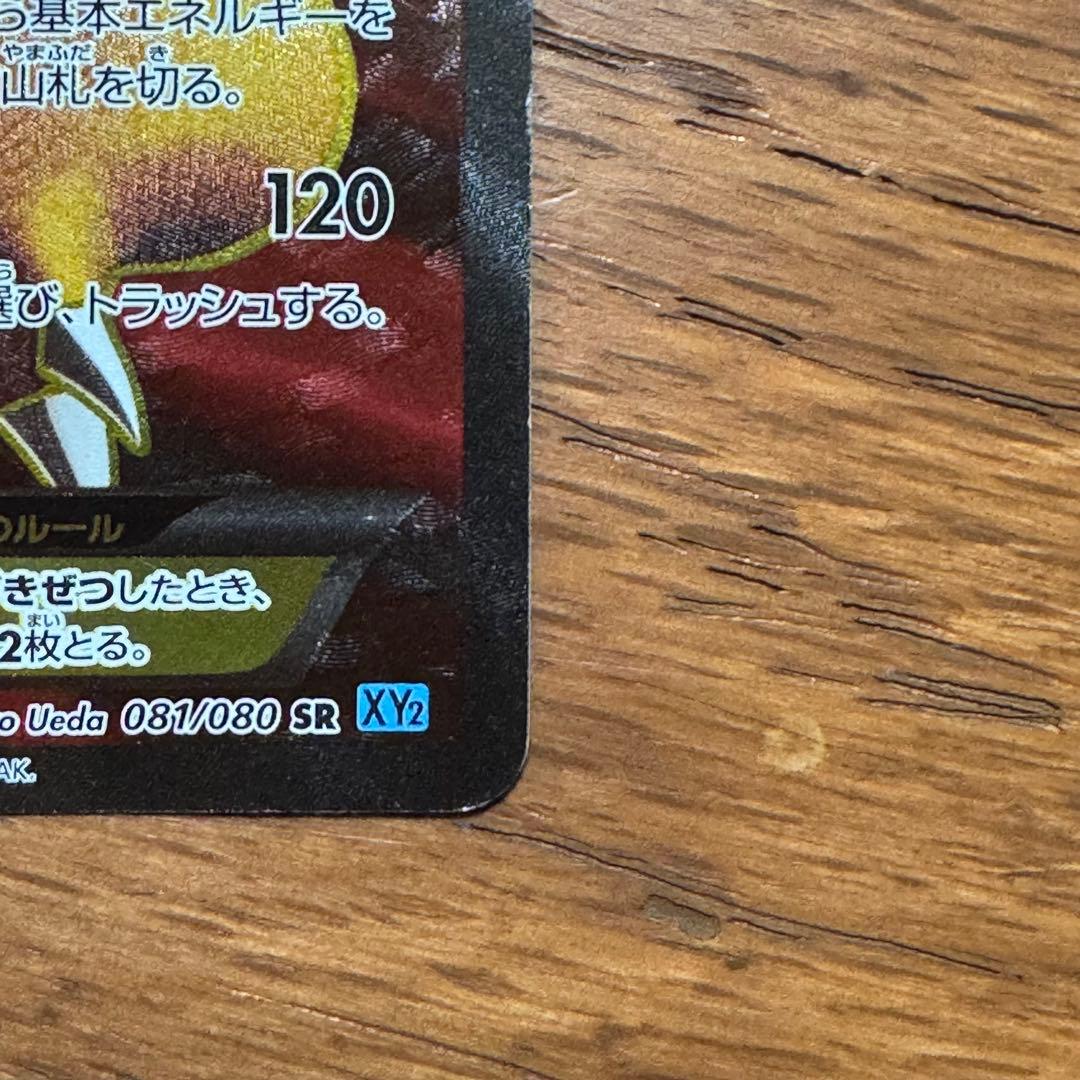 ら基本エネルギーを
やまふだ き
山札を切る。
120
ら
選び、トラッシュする。
のルール
きぜつしたとき、
まい
2枚とる。
o Ueda 081/080 SR XY2
AK.